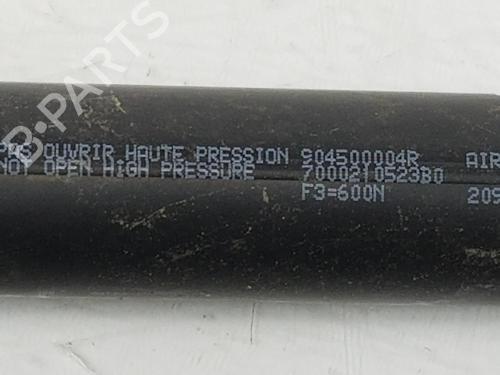 OUVRIR HAUTE PRESSION 904500004R AIR
NOT OPEN HiGH PRESSURE 7000210523B0
F3=600N 209
B-PARTS